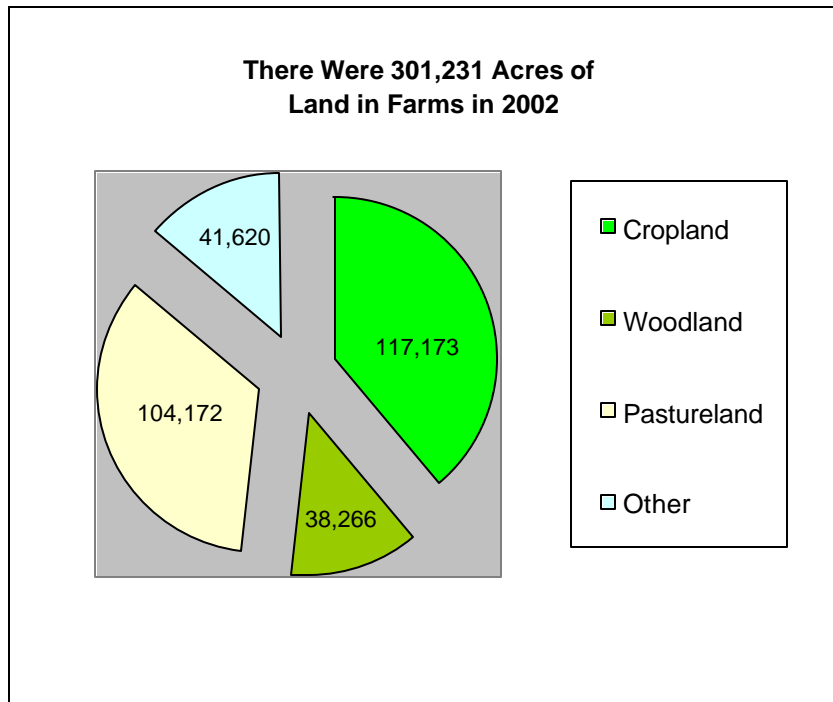 There Were 301,231 Acres of
Land in Farms in 2002
41,620
117,173
104,172
38,266
Cropland
Woodland
Pastureland
Other